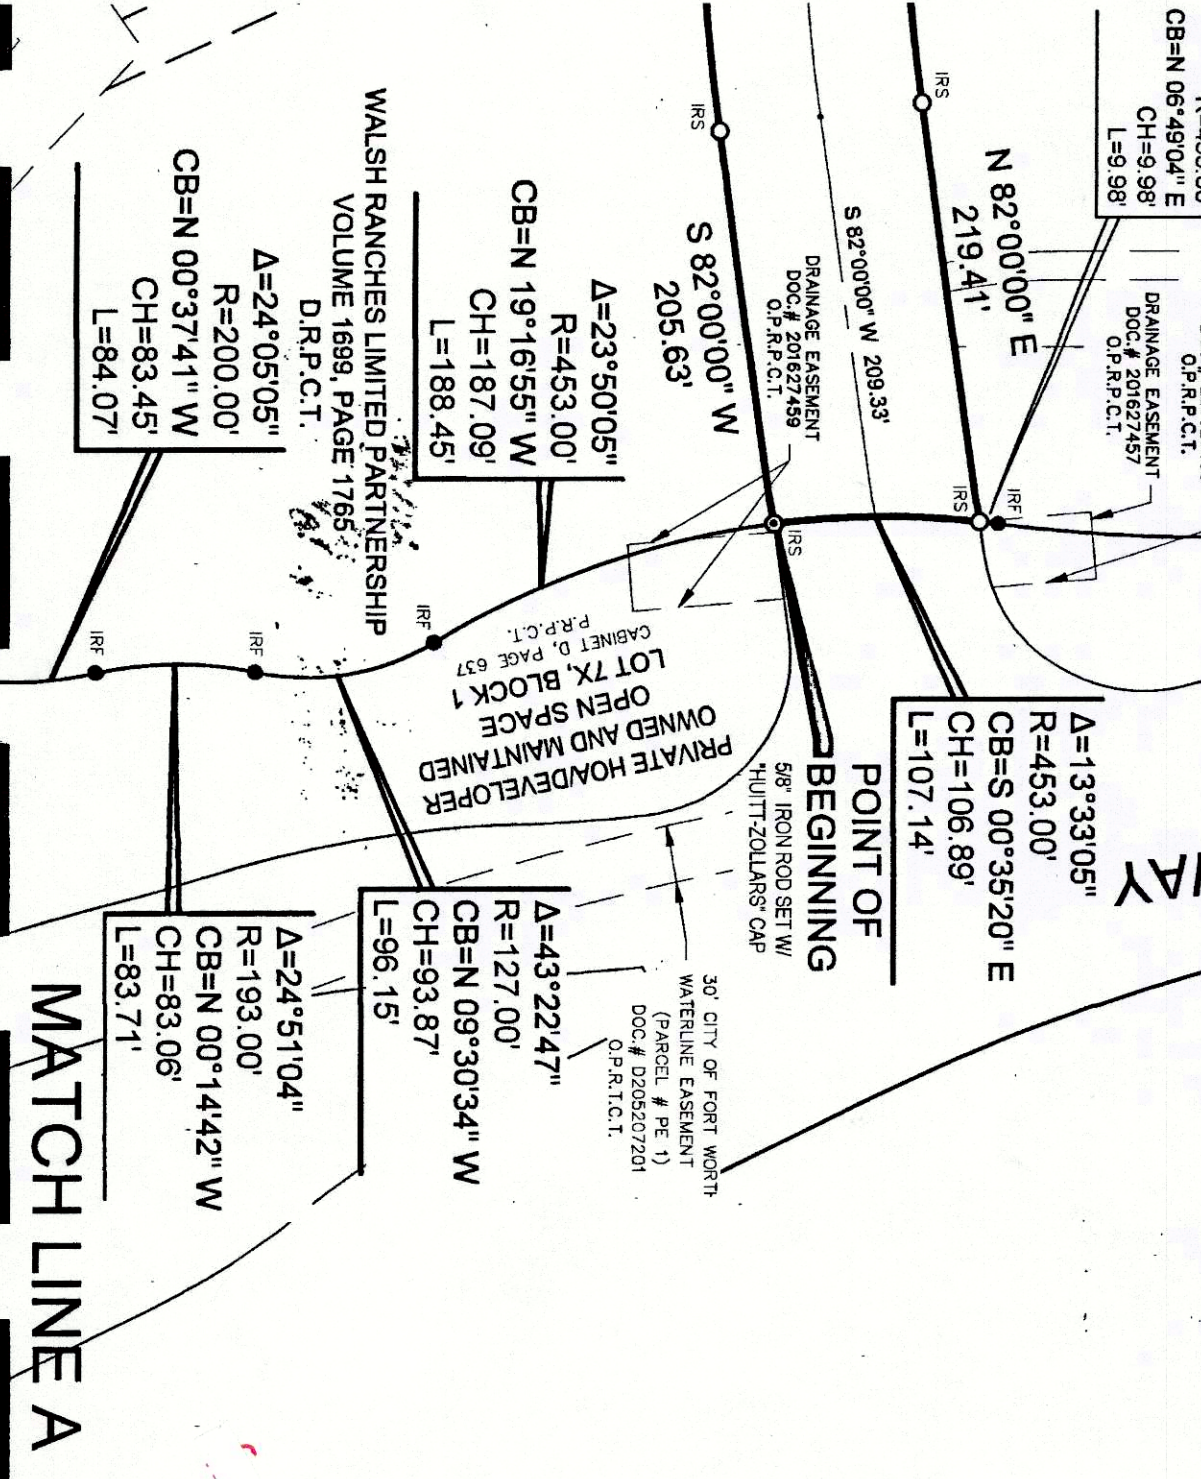 CB=N 06°49'04" E
CH=9.98'
L=9.98'
O.P.R.P.C.T.
DRAINAGE EASEMENT
DOC.# 201627457
O.P.R.P.C.T.
N 82°00'00" E
219.41'
IRS
IRS
IRF
S 82°00'00" W 209.33'
DRAINAGE EASEMENT
DOC.# 201627459
O.P.R.P.C.T.
IRS
S 82°00'00" W
205.63'
IRS
Δ=13°33'05"
R=453.00'
CB=S 00°35'20" E
CH=106.89'
L=107.14'
POINT OF
BEGINNING
5/8" IRON ROD SET W/
"HUITT-ZOLLARS" CAP
Δ=23°50'05"
R=453.00'
CB=N 19°16'55" W
CH=187.09'
L=188.45'
WALSH RANCHES LIMITED PARTNERSHIP
VOLUME 1699, PAGE 1765
D.R.P.C.T.
IRF
PRIVATE HOA/DEVELOPER
OWNED AND MAINTAINED
OPEN SPACE
LOT 7X, BLOCK 1
CABINET D, PAGE 637
P.R.P.C.T.
30' CITY OF FORT WORTH
WATERLINE EASEMENT
(PARCEL # PE 1)
DOC.# D205207201
O.P.R.T.C.T.
Δ=43°22'47"
R=127.00'
CB=N 09°30'34" W
CH=93.87'
L=96.15'
Δ=24°05'05"
R=200.00'
CB=N 00°37'41" W
CH=83.45'
L=84.07'
IRF
IRF
Δ=24°51'04"
R=193.00'
CB=N 00°14'42" W
CH=83.06'
L=83.71'
MATCH LINE A